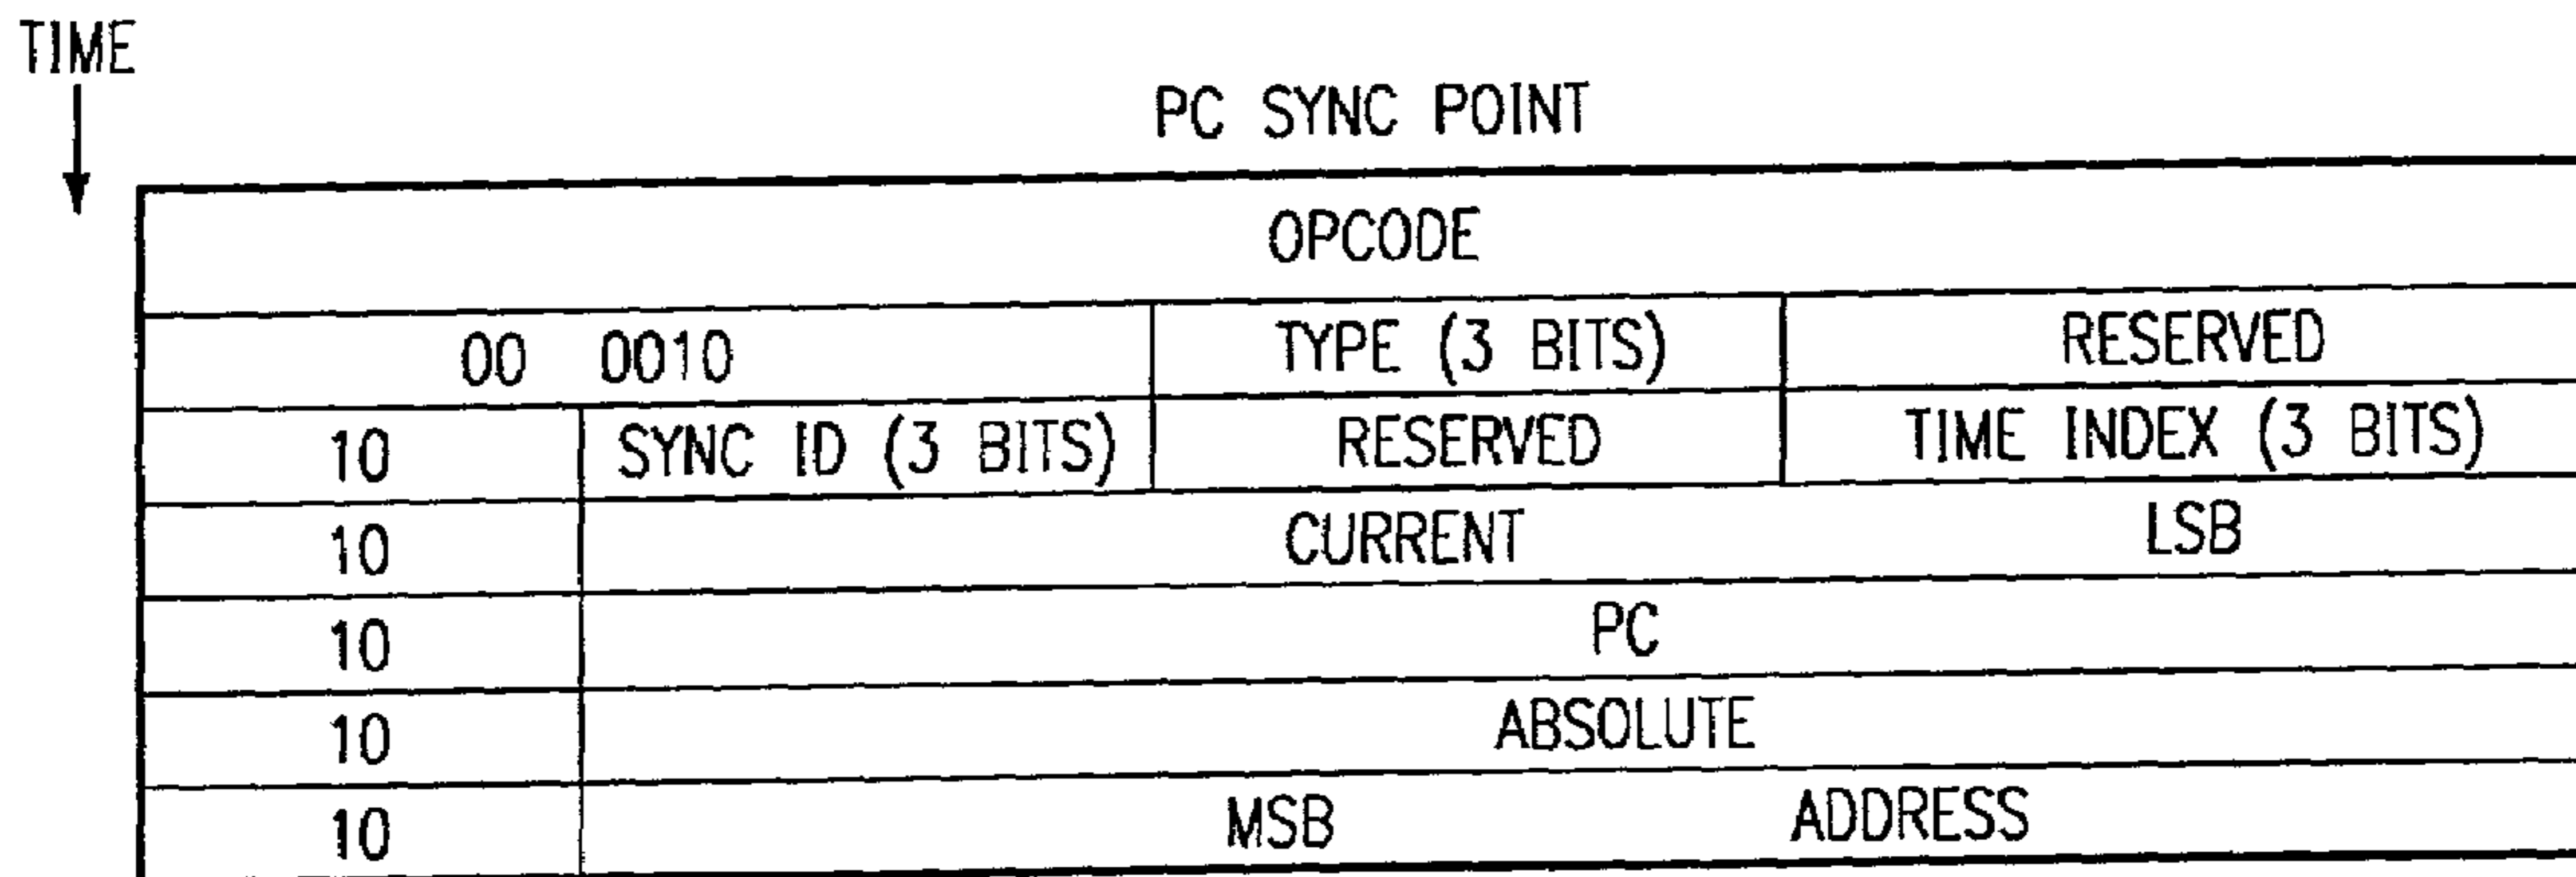 TIME
PC SYNC POINT
OPCODE
00 0010 TYPE (3 BITS) RESERVED
10 SYNC ID (3 BITS) RESERVED TIME INDEX (3 BITS)
10 CURRENT LSB
10 PC
10 ABSOLUTE
10 MSB ADDRESS